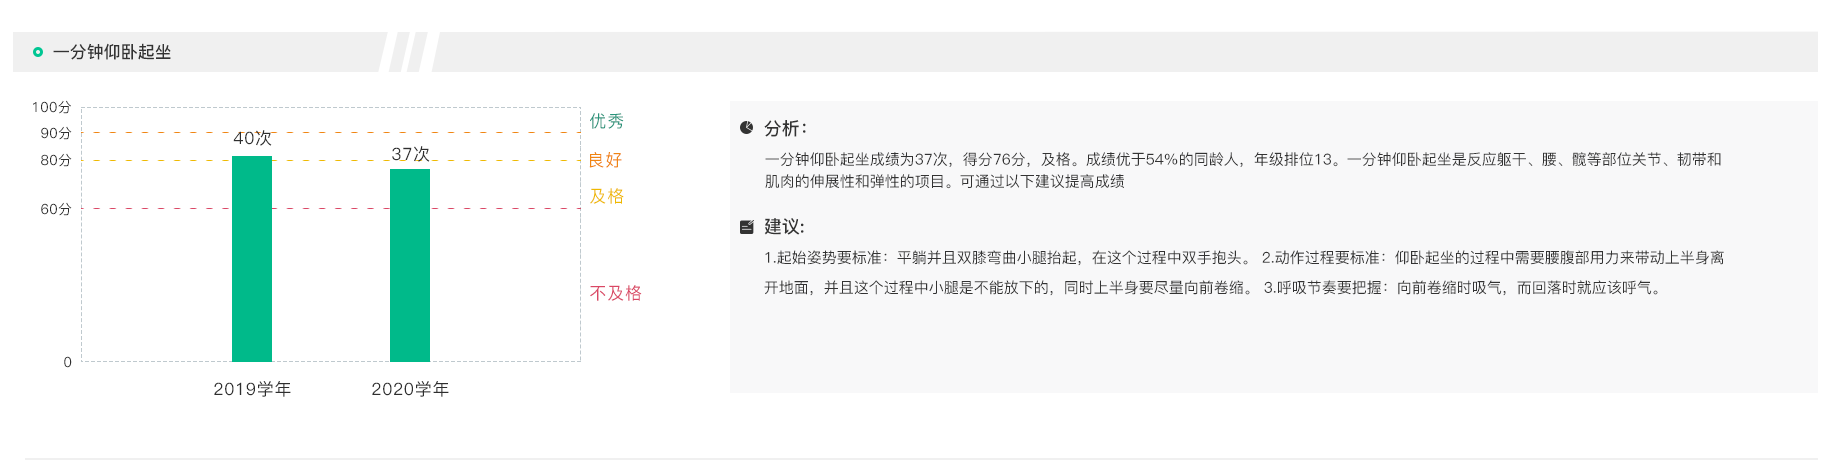 一分钟仰卧起坐
100分
90分
80分
60分
0
40次
37次
2019学年
2020学年
优秀
良好
及格
不及格
分析：
一分钟仰卧起坐成绩为37次，得分76分，及格。成绩优于54%的同龄人，年级排位13。一分钟仰卧起坐是反应躯干、腰、髋等部位关节、韧带和
肌肉的伸展性和弹性的项目。可通过以下建议提高成绩
建议:
1.起始姿势要标准：平躺并且双膝弯曲小腿抬起，在这个过程中双手抱头。 2.动作过程要标准：仰卧起坐的过程中需要腰腹部用力来带动上半身离
开地面，并且这个过程中小腿是不能放下的，同时上半身要尽量向前卷缩。 3.呼吸节奏要把握：向前卷缩时吸气，而回落时就应该呼气。